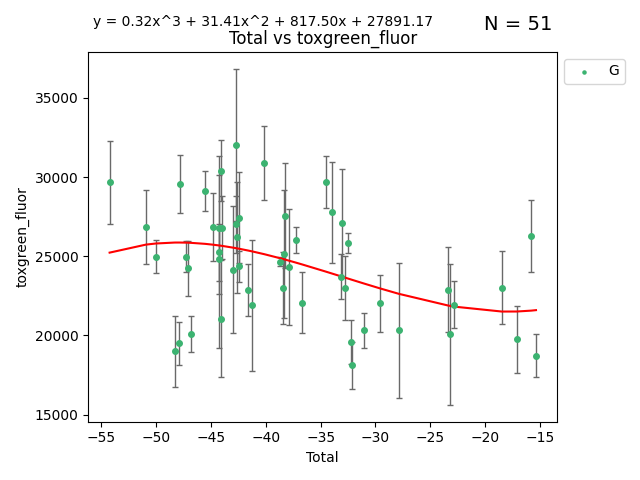 y = 0.32x^3 + 31.41x^2 + 817.50x + 27891.17
N = 51
Total vs toxgreen_fluor
G
35000
30000
25000
20000
15000
toxgreen_fluor
−55 −50 −45 −40 −35 −30 −25 −20 −15
Total